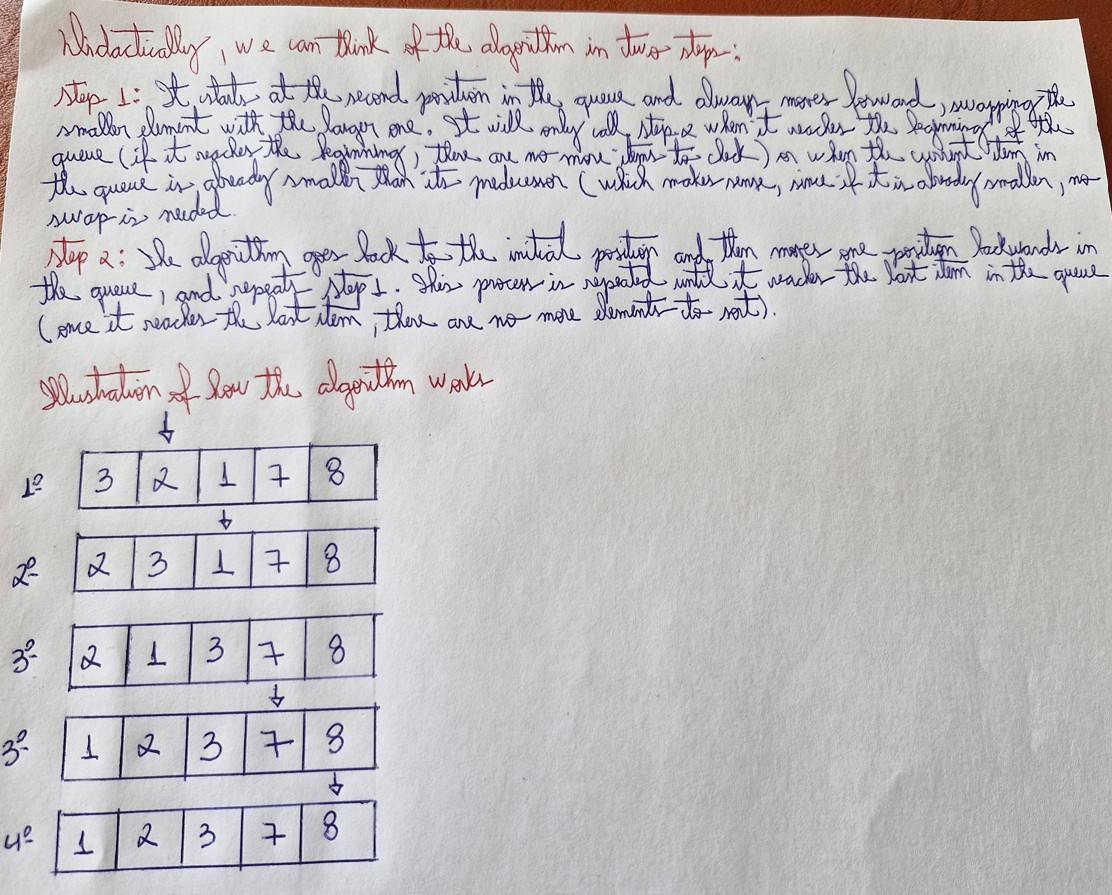 Didactically, we can think of the algorithm in two steps:
Step 1: It starts at the second position in the queue and always moves forward, swapping the
smaller element with the larger one. It will only call step 2 when it reaches the beginning of the
queue (if it reaches the beginning, there are no more items to check) or when the current item in
the queue is already smaller than its predecessor (which makes sense, since if it is already smaller, no
swap is needed.
Step 2: The algorithm goes back to the initial position and then moves one position backwards in
the queue, and repeats step 1. This process is repeated until it reaches the last item in the queue
(once it reaches the last item, there are no more elements to sort).
Illustration of how the algorithm works
1º 3 2 1 7 8
2º 2 3 1 7 8
3º 2 1 3 7 8
3º 1 2 3 7 8
4º 1 2 3 7 8